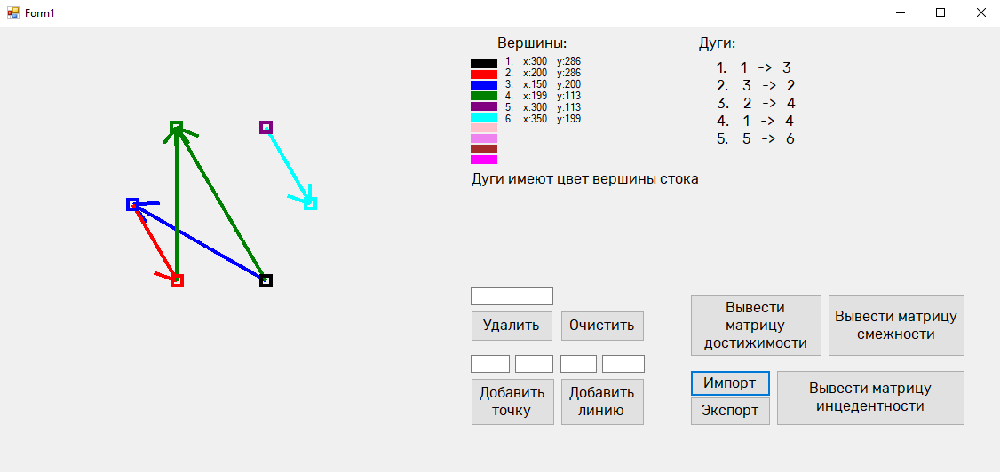 Form1
Вершины:
1. x:300 y:286
2. x:200 y:286
3. x:150 y:200
4. x:199 y:113
5. x:300 y:113
6. x:350 y:199
Дуги:
1. 1 -> 3
2. 3 -> 2
3. 2 -> 4
4. 1 -> 4
5. 5 -> 6
Дуги имеют цвет вершины стока
Удалить
Очистить
Добавить
точку
Добавить
линию
Вывести
матрицу
достижимости
Вывести матрицу
смежности
Импорт
Экспорт
Вывести матрицу
инцедентности